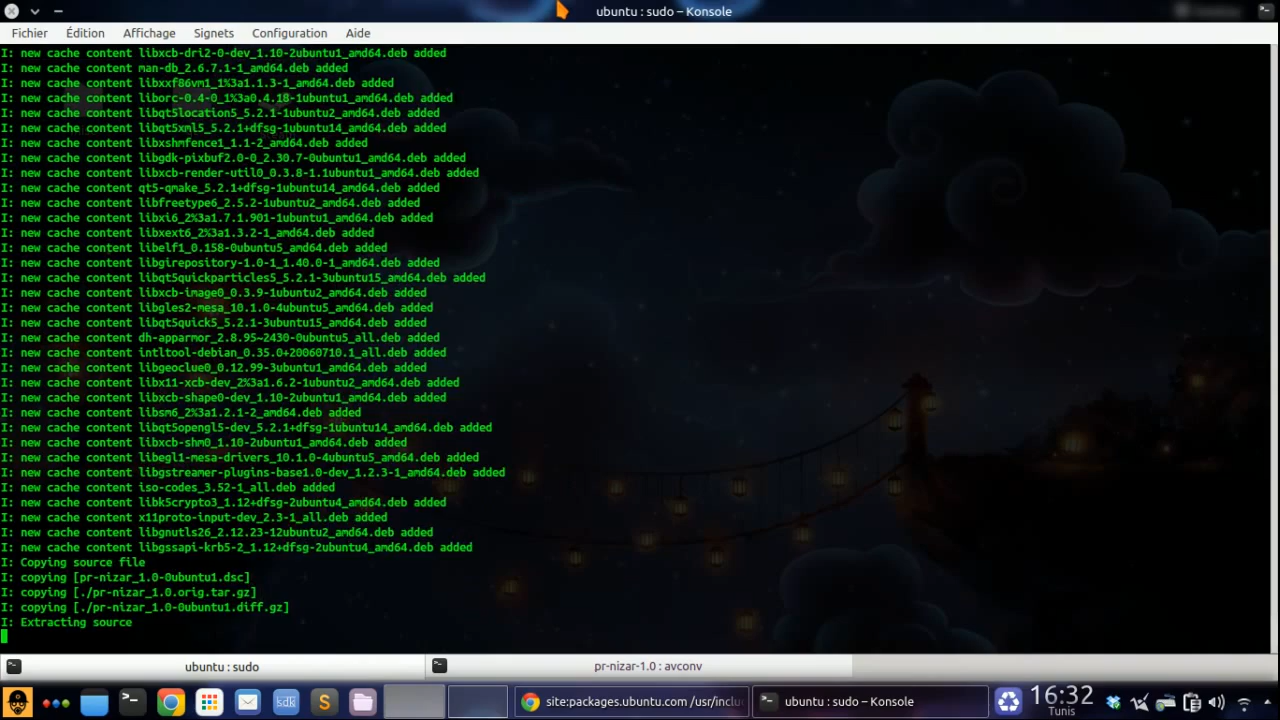 ubuntu : sudo – Konsole
Fichier Édition Affichage Signets Configuration Aide
I: new cache content libxcb-dri2-0-dev_1.10-2ubuntu1_amd64.deb added
I: new cache content man-db_2.6.7.1-1_amd64.deb added
I: new cache content libxxf86vm1_1%3a1.1.3-1_amd64.deb added
I: new cache content liborc-0.4-0_1%3a0.4.18-1ubuntu1_amd64.deb added
I: new cache content libqt5location5_5.2.1-1ubuntu2_amd64.deb added
I: new cache content libqt5xml5_5.2.1+dfsg-1ubuntu14_amd64.deb added
I: new cache content libxshmfence1_1.1-2_amd64.deb added
I: new cache content libgdk-pixbuf2.0-0_2.30.7-0ubuntu1_amd64.deb added
I: new cache content libxcb-render-util0_0.3.8-1.1ubuntu1_amd64.deb added
I: new cache content qt5-qmake_5.2.1+dfsg-1ubuntu14_amd64.deb added
I: new cache content libfreetype6_2.5.2-1ubuntu2_amd64.deb added
I: new cache content libxi6_2%3a1.7.1.901-1ubuntu1_amd64.deb added
I: new cache content libxext6_2%3a1.3.2-1_amd64.deb added
I: new cache content libelf1_0.158-0ubuntu5_amd64.deb added
I: new cache content libgirepository-1.0-1_1.40.0-1_amd64.deb added
I: new cache content libqt5quickparticles5_5.2.1-3ubuntu15_amd64.deb added
I: new cache content libxcb-image0_0.3.9-1ubuntu2_amd64.deb added
I: new cache content libgles2-mesa_10.1.0-4ubuntu5_amd64.deb added
I: new cache content libqt5quick5_5.2.1-3ubuntu15_amd64.deb added
I: new cache content dh-apparmor_2.8.95~2430-0ubuntu5_all.deb added
I: new cache content intltool-debian_0.35.0+20060710.1_all.deb added
I: new cache content libgeoclue0_0.12.99-3ubuntu1_amd64.deb added
I: new cache content libx11-xcb-dev_2%3a1.6.2-1ubuntu2_amd64.deb added
I: new cache content libxcb-shape0-dev_1.10-2ubuntu1_amd64.deb added
I: new cache content libsm6_2%3a1.2.1-2_amd64.deb added
I: new cache content libqt5opengl5-dev_5.2.1+dfsg-1ubuntu14_amd64.deb added
I: new cache content libxcb-shm0_1.10-2ubuntu1_amd64.deb added
I: new cache content libegl1-mesa-drivers_10.1.0-4ubuntu5_amd64.deb added
I: new cache content libgstreamer-plugins-base1.0-dev_1.2.3-1_amd64.deb added
I: new cache content iso-codes_3.52-1_all.deb added
I: new cache content libk5crypto3_1.12+dfsg-2ubuntu4_amd64.deb added
I: new cache content x11proto-input-dev_2.3-1_all.deb added
I: new cache content libgnutls26_2.12.23-12ubuntu2_amd64.deb added
I: new cache content libgssapi-krb5-2_1.12+dfsg-2ubuntu4_amd64.deb added
I: Copying source file
I: copying [pr-nizar_1.0-0ubuntu1.dsc]
I: copying [./pr-nizar_1.0.orig.tar.gz]
I: copying [./pr-nizar_1.0-0ubuntu1.diff.gz]
I: Extracting source
ubuntu : sudo pr-nizar-1.0 : avconv
sdk S site:packages.ubuntu.com /usr/inclu ubuntu : sudo – Konsole 16:32
Tunis